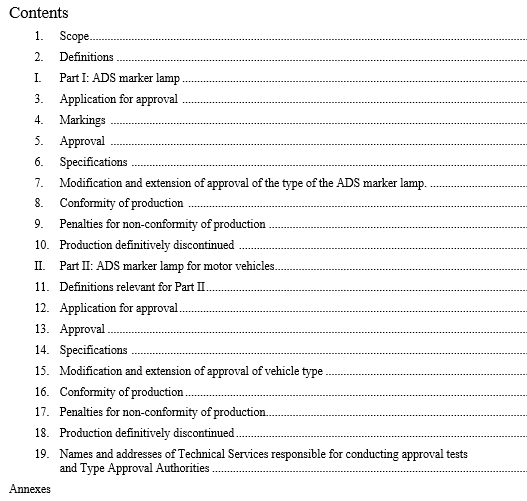 Contents
1. Scope
2. Definitions
I. Part I: ADS marker lamp
3. Application for approval
4. Markings
5. Approval
6. Specifications
7. Modification and extension of approval of the type of the ADS marker lamp.
8. Conformity of production
9. Penalties for non-conformity of production
10. Production definitively discontinued
II. Part II: ADS marker lamp for motor vehicles
11. Definitions relevant for Part II
12. Application for approval
13. Approval
14. Specifications
15. Modification and extension of approval of vehicle type
16. Conformity of production
17. Penalties for non-conformity of production
18. Production definitively discontinued
19. Names and addresses of Technical Services responsible for conducting approval tests
and Type Approval Authorities
Annexes